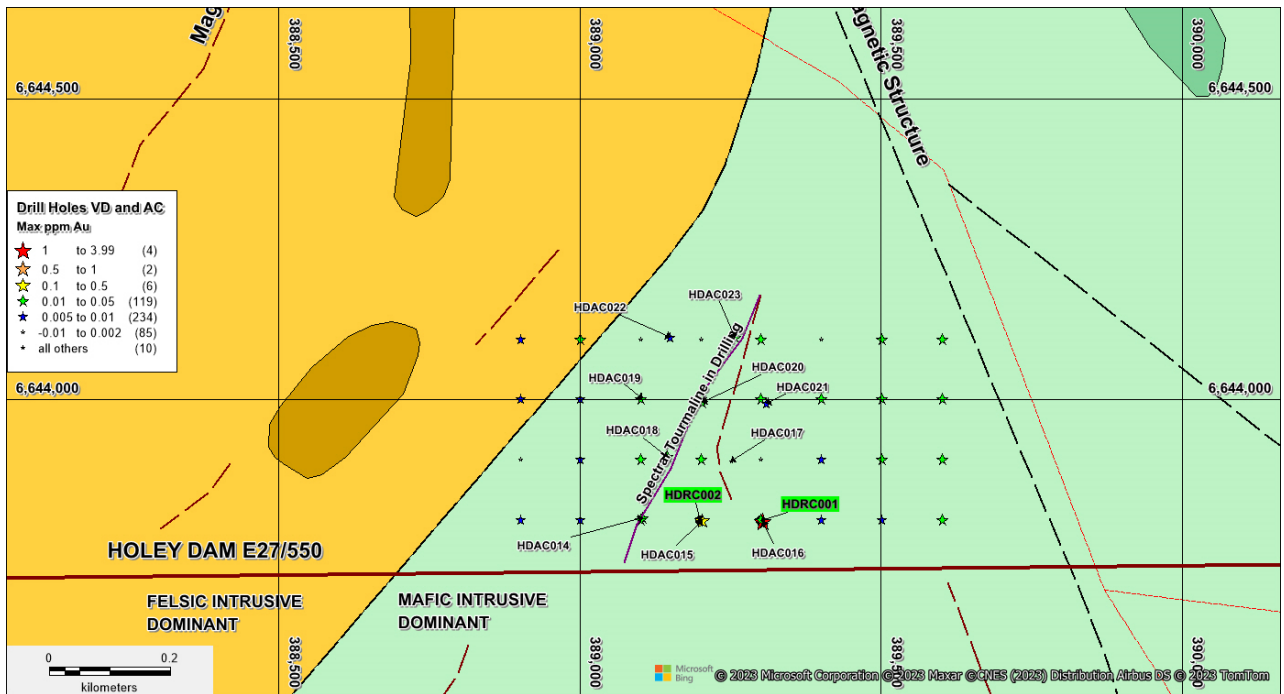 Mag
388,500
389,000
agnetic Structure
389,500
390,000
6,644,500
6,644,500
Drill Holes VD and AC
Max ppm Au
1 to 3.99 (4)
0.5 to 1 (2)
0.1 to 0.5 (6)
0.01 to 0.05 (119)
0.005 to 0.01 (234)
-0.01 to 0.002 (85)
all others (10)
HDAC022
HDAC023
Spectral Tourmaline in Drilling
HDAC019
HDAC020
HDAC021
6,644,000
6,644,000
HDAC018
HDAC017
HDRC002
HDRC001
HDAC014
HDAC015
HDAC016
HOLEY DAM E27/550
FELSIC INTRUSIVE
DOMINANT
MAFIC INTRUSIVE
DOMINANT
388,500
389,000
389,500
390,000
0 0.2
kilometers
Microsoft
Bing
© 2023 Microsoft Corporation © 2023 Maxar ©CNES (2023) Distribution Airbus DS © 2023 TomTom